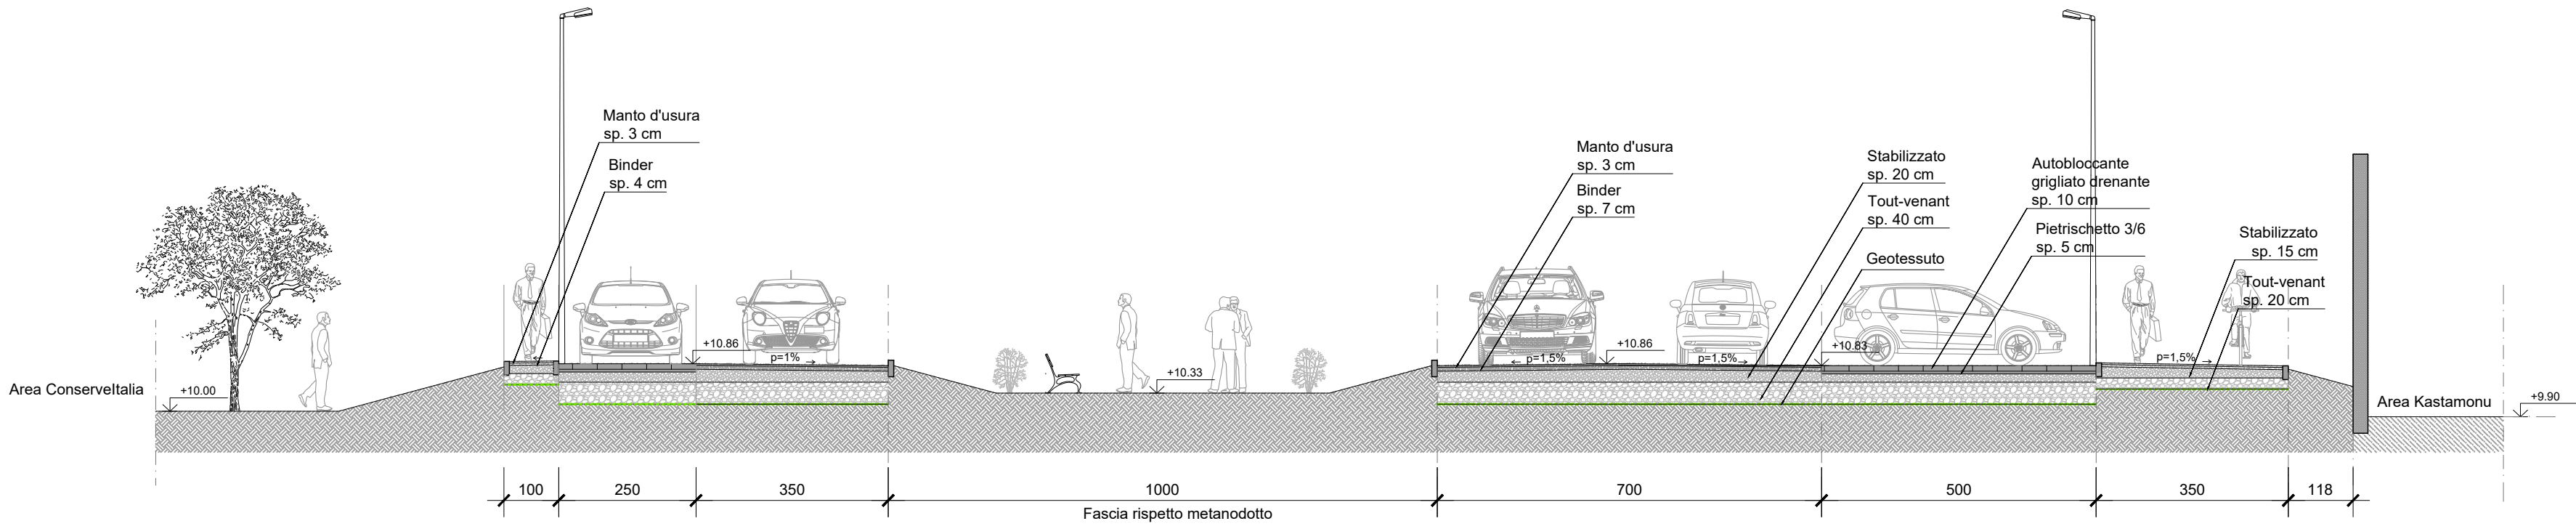 Manto d'usura
sp. 3 cm
Binder
sp. 4 cm
Manto d'usura
sp. 3 cm
Binder
sp. 7 cm
Stabilizzato
sp. 20 cm
Tout-venant
sp. 40 cm
Geotessuto
Autobloccante
grigliato drenante
sp. 10 cm
Pietrischetto 3/6
sp. 5 cm
Stabilizzato
sp. 15 cm
Tout-venant
sp. 20 cm
+10.86
p=1%
+10.86
p=1,5%
p=1,5%
+10.83
p=1,5%
+10.33
Area ConserveItalia
+10.00
Area Kastamonu
+9.90
100
250
350
1000
700
500
350
118
Fascia rispetto metanodotto